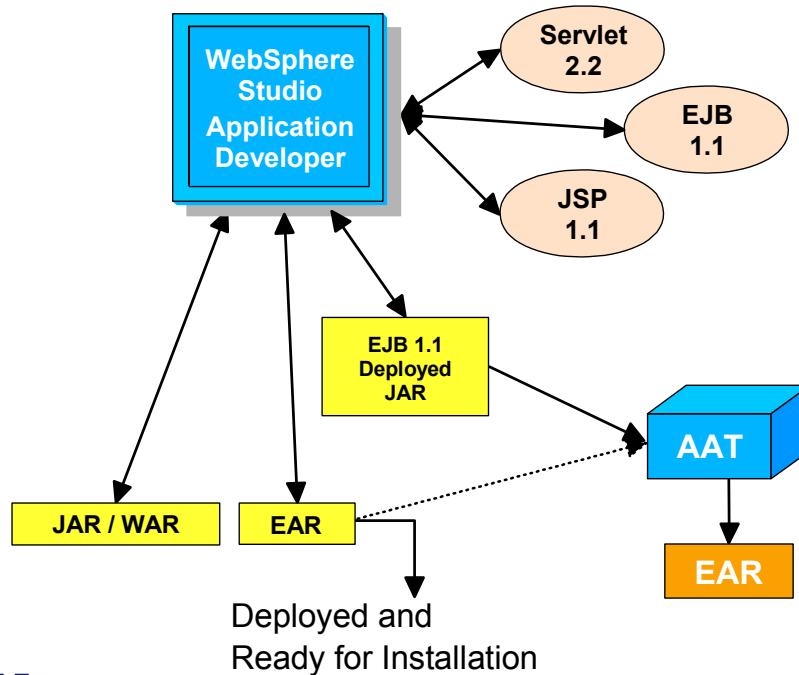 WebSphere
Studio
Application
Developer
Servlet
2.2
EJB
1.1
JSP
1.1
EJB 1.1
Deployed
JAR
AAT
JAR / WAR
EAR
EAR
Deployed and
Ready for Installation